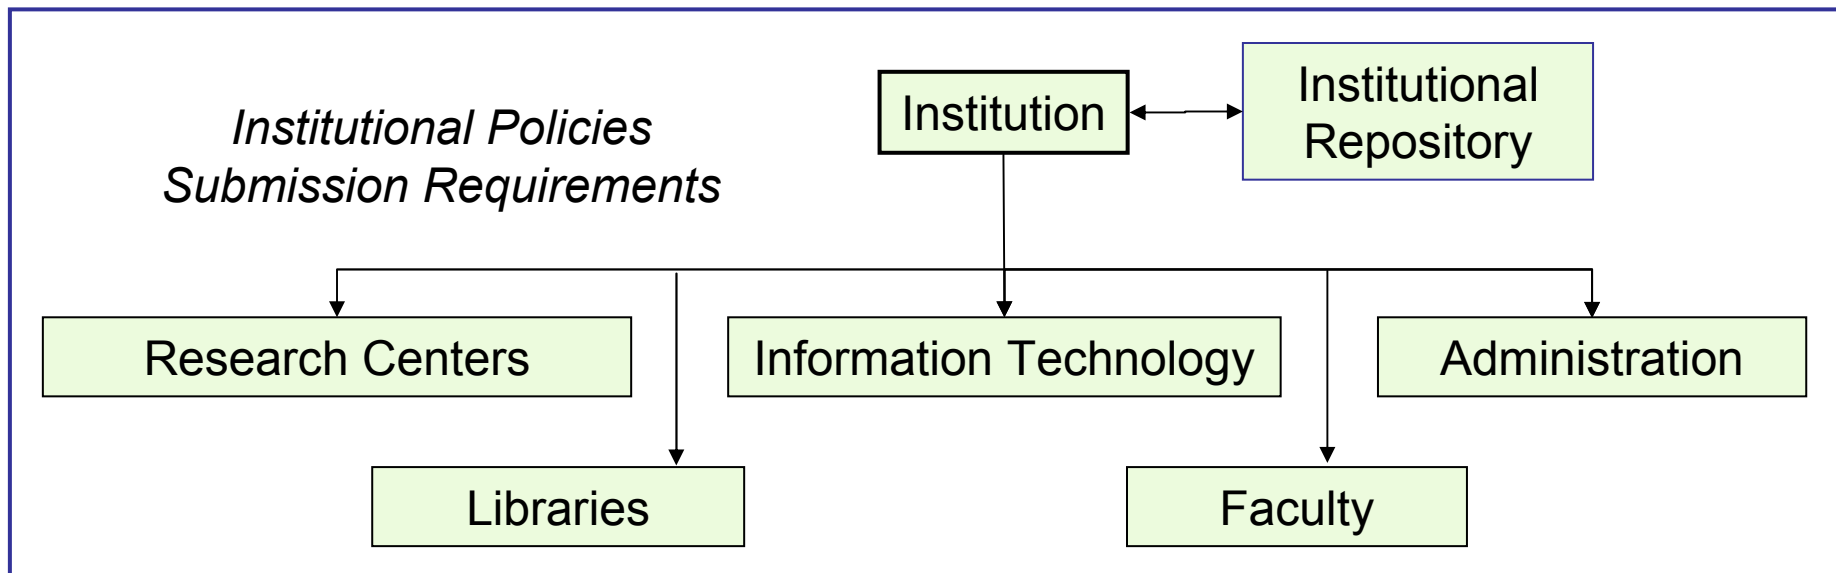 Institutional Policies
Submission Requirements
Institution
Institutional
Repository
Research Centers
Information Technology
Administration
Libraries
Faculty